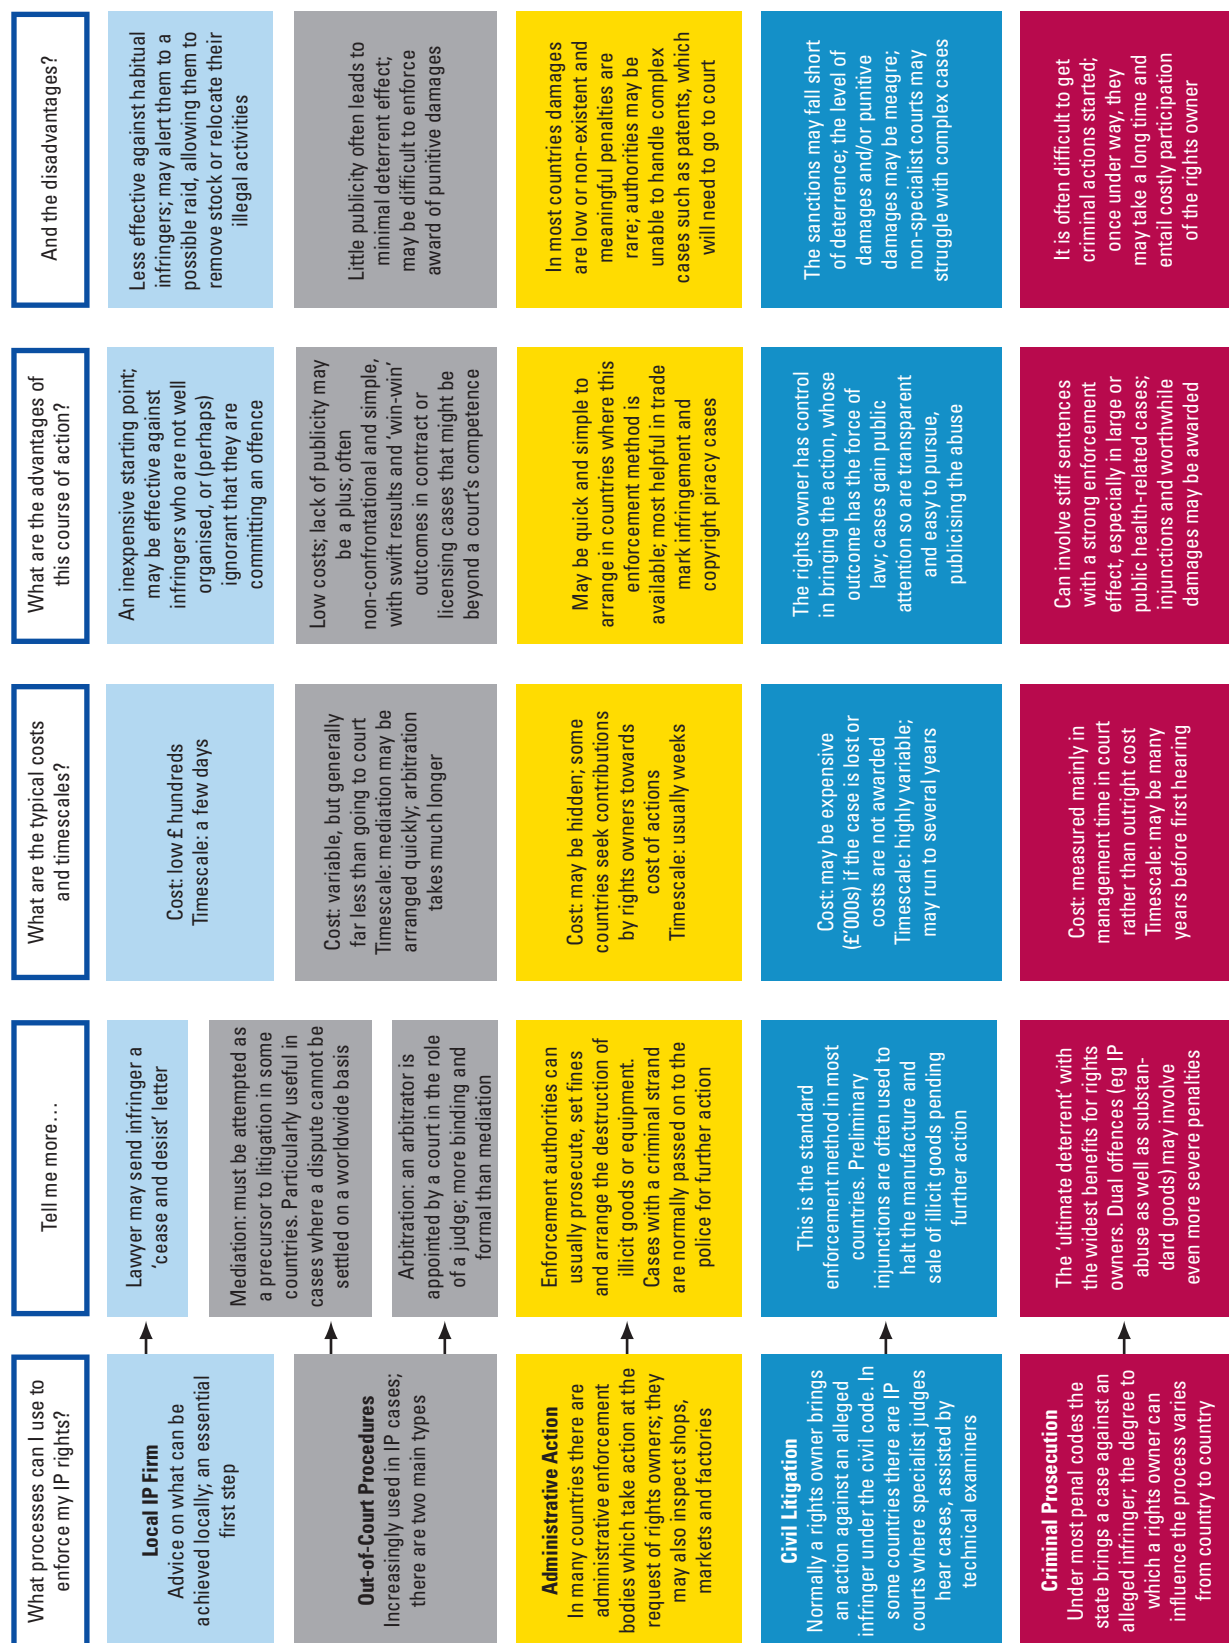 What processes can I use to
enforce my IP rights?
Tell me more…
What are the typical costs
and timescales?
What are the advantages of
this course of action?
And the disadvantages?
Local IP Firm
Advice on what can be
achieved locally; an essential
first step
Lawyer may send infringer a
‘cease and desist’ letter
Cost: low £ hundreds
Timescale: a few days
An inexpensive starting point;
may be effective against
infringers who are not well
organised, or (perhaps)
ignorant that they are
committing an offence
Less effective against habitual
infringers; may alert them to a
possible raid, allowing them to
remove stock or relocate their
illegal activities
Out-of-Court Procedures
Increasingly used in IP cases;
there are two main types
Mediation: must be attempted as
a precursor to litigation in some
countries. Particularly useful in
cases where a dispute cannot be
settled on a worldwide basis
Arbitration: an arbitrator is
appointed by a court in the role
of a judge; more binding and
formal than mediation
Cost: variable, but generally
far less than going to court
Timescale: mediation may be
arranged quickly; arbitration
takes much longer
Low costs; lack of publicity may
be a plus; often
non-confrontational and simple,
with swift results and ‘win-win’
outcomes in contract or
licensing cases that might be
beyond a court’s competence
Little publicity often leads to
minimal deterrent effect;
may be difficult to enforce
award of punitive damages
Administrative Action
In many countries there are
administrative enforcement
bodies which take action at the
request of rights owners; they
may also inspect shops,
markets and factories
Enforcement authorities can
usually prosecute, set fines
and arrange the destruction of
illicit goods or equipment.
Cases with a criminal strand
are normally passed on to the
police for further action
Cost: may be hidden; some
countries seek contributions
by rights owners towards
cost of actions
Timescale: usually weeks
May be quick and simple to
arrange in countries where this
enforcement method is
available; most helpful in trade
mark infringement and
copyright piracy cases
In most countries damages
are low or non-existent and
meaningful penalties are
rare; authorities may be
unable to handle complex
cases such as patents, which
will need to go to court
Civil Litigation
Normally a rights owner brings
an action against an alleged
infringer under the civil code. In
some countries there are IP
courts where specialist judges
hear cases, assisted by
technical examiners
This is the standard
enforcement method in most
countries. Preliminary
injunctions are often used to
halt the manufacture and
sale of illicit goods pending
further action
Cost: may be expensive
(£’000s) if the case is lost or
costs are not awarded
Timescale: highly variable;
may run to several years
The rights owner has control
in bringing the action, whose
outcome has the force of
law; cases gain public
attention so are transparent
and easy to pursue,
publicising the abuse
The sanctions may fall short
of deterrence; the level of
damages and/or punitive
damages may be meagre;
non-specialist courts may
struggle with complex cases
Criminal Prosecution
Under most penal codes the
state brings a case against an
alleged infringer; the degree to
which a rights owner can
influence the process varies
from country to country
The ‘ultimate deterrent’ with
the widest benefits for rights
owners. Dual offences (eg IP
abuse as well as substan-
dard goods) may involve
even more severe penalties
Cost: measured mainly in
management time in court
rather than outright cost
Timescale: may be many
years before first hearing
Can involve stiff sentences
with a strong enforcement
effect, especially in large or
public health-related cases;
injunctions and worthwhile
damages may be awarded
It is often difficult to get
criminal actions started;
once under way, they
may take a long time and
entail costly participation
of the rights owner